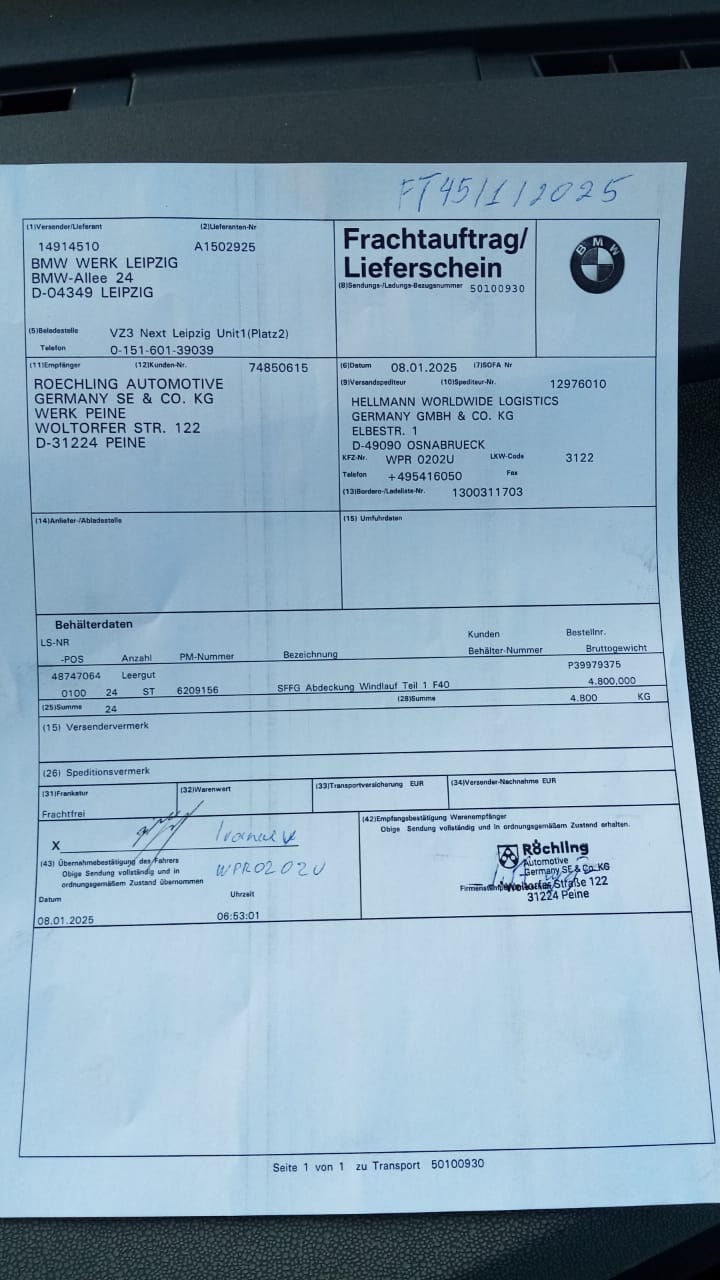 FT45/1/2025
(1)Versender/Lieferant (2)Lieferanten-Nr
14914510 A1502925
BMW WERK LEIPZIG
BMW-Allee 24
D-04349 LEIPZIG
(5)Beladestelle VZ3 Next Leipzig Unit1(Platz2)
Telefon 0-151-601-39039
Frachtauftrag/
Lieferschein
(8)Sendungs-/Ladungs-Bezugsnummer 50100930
BMW
(11)Empfänger (12)Kunden-Nr. 74850615
ROECHLING AUTOMOTIVE
GERMANY SE & CO. KG
WERK PEINE
WOLTORFER STR. 122
D-31224 PEINE
(6)Datum 08.01.2025 (7)SOFA Nr
(9)Versandspediteur (10)Spediteur-Nr. 12976010
HELLMANN WORLDWIDE LOGISTICS
GERMANY GMBH & CO. KG
ELBESTR. 1
D-49090 OSNABRUECK
KFZ-Nr. WPR 0202U LKW-Code 3122
Telefon +495416050 Fax
(13)Bordero-/Ladeliste-Nr. 1300311703
(14)Anliefer-/Abladestelle
(15) Umfuhrdaten
Behälterdaten
LS-NR Kunden Bestellnr.
-POS Anzahl PM-Nummer Bezeichnung Behälter-Nummer Bruttogewicht
48747064 Leergut P39979375
0100 24 ST 6209156 SFFG Abdeckung Windlauf Teil 1 F40 4.800,000
(25)Summe 24 (28)Summe 4.800 KG
(15) Versendervermerk
(26) Speditionsvermerk
(31)Frankatur (32)Warenwert (33)Transportversicherung EUR (34)Versender-Nachnahme EUR
Frachtfrei
X
(43) Übernahmebestätigung des Fahrers
Obige Sendung vollständig und in
ordnungsgemäßem Zustand übernommen
WPR0202U
Datum Uhrzeit
08.01.2025 06:53:01
(42)Empfangsbestätigung Warenempfänger
Obige Sendung vollständig und in ordnungsgemäßem Zustand erhalten.
Röchling
Automotive
Germany SE & Co. KG
Woltorfer Straße 122
31224 Peine
Seite 1 von 1 zu Transport 50100930